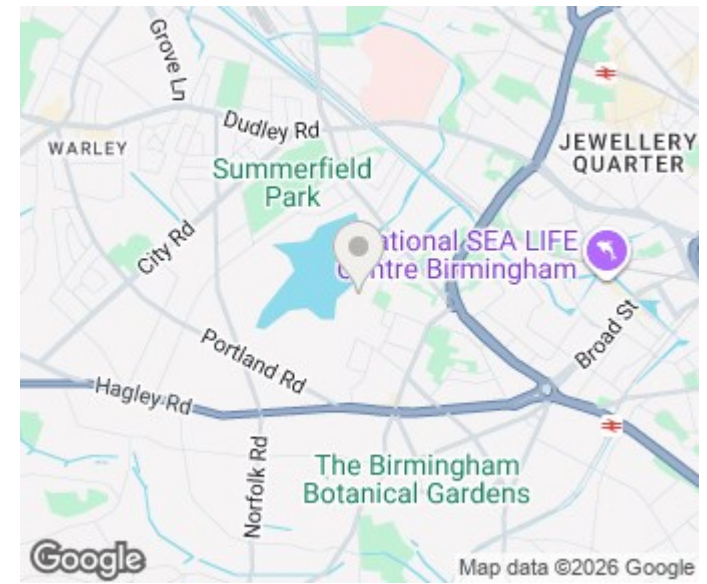 Grove Ln
Dudley Rd
WARLEY
JEWELLERY
QUARTER
Summerfield
Park
City Rd
ational SEA LIFE
Centre Birmingham
Broad St
Portland Rd
Hagley Rd
Norfolk Rd
The Birmingham
Botanical Gardens
Google
Map data ©2026 Google